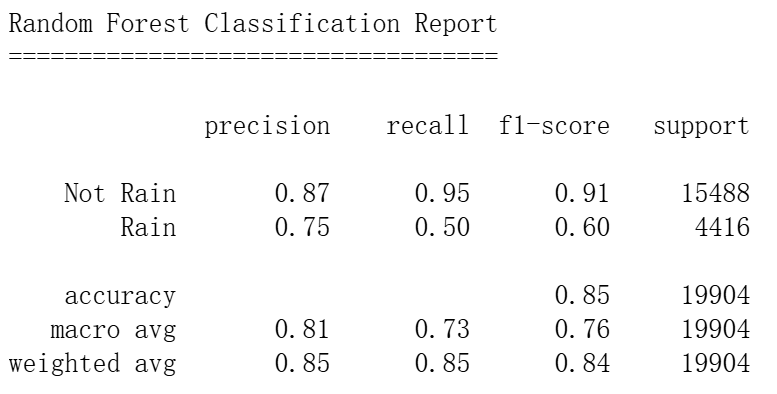 Random Forest Classification Report
===================================
precision recall f1-score support
Not Rain 0.87 0.95 0.91 15488
Rain 0.75 0.50 0.60 4416
accuracy 0.85 19904
macro avg 0.81 0.73 0.76 19904
weighted avg 0.85 0.85 0.84 19904